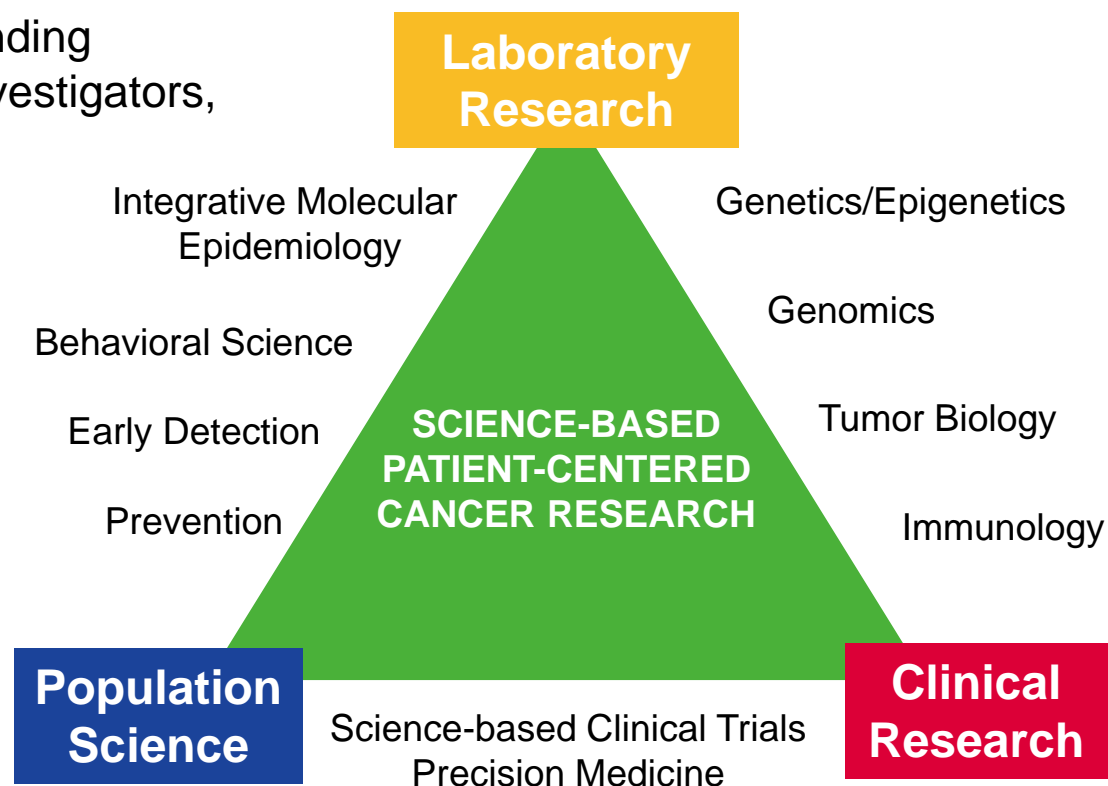 nding
vestigators,
Laboratory
Research
Integrative Molecular
Epidemiology
Genetics/Epigenetics
Genomics
Behavioral Science
Early Detection
SCIENCE-BASED
PATIENT-CENTERED
CANCER RESEARCH
Tumor Biology
Prevention
Immunology
Population
Science
Science-based Clinical Trials
Precision Medicine
Clinical
Research